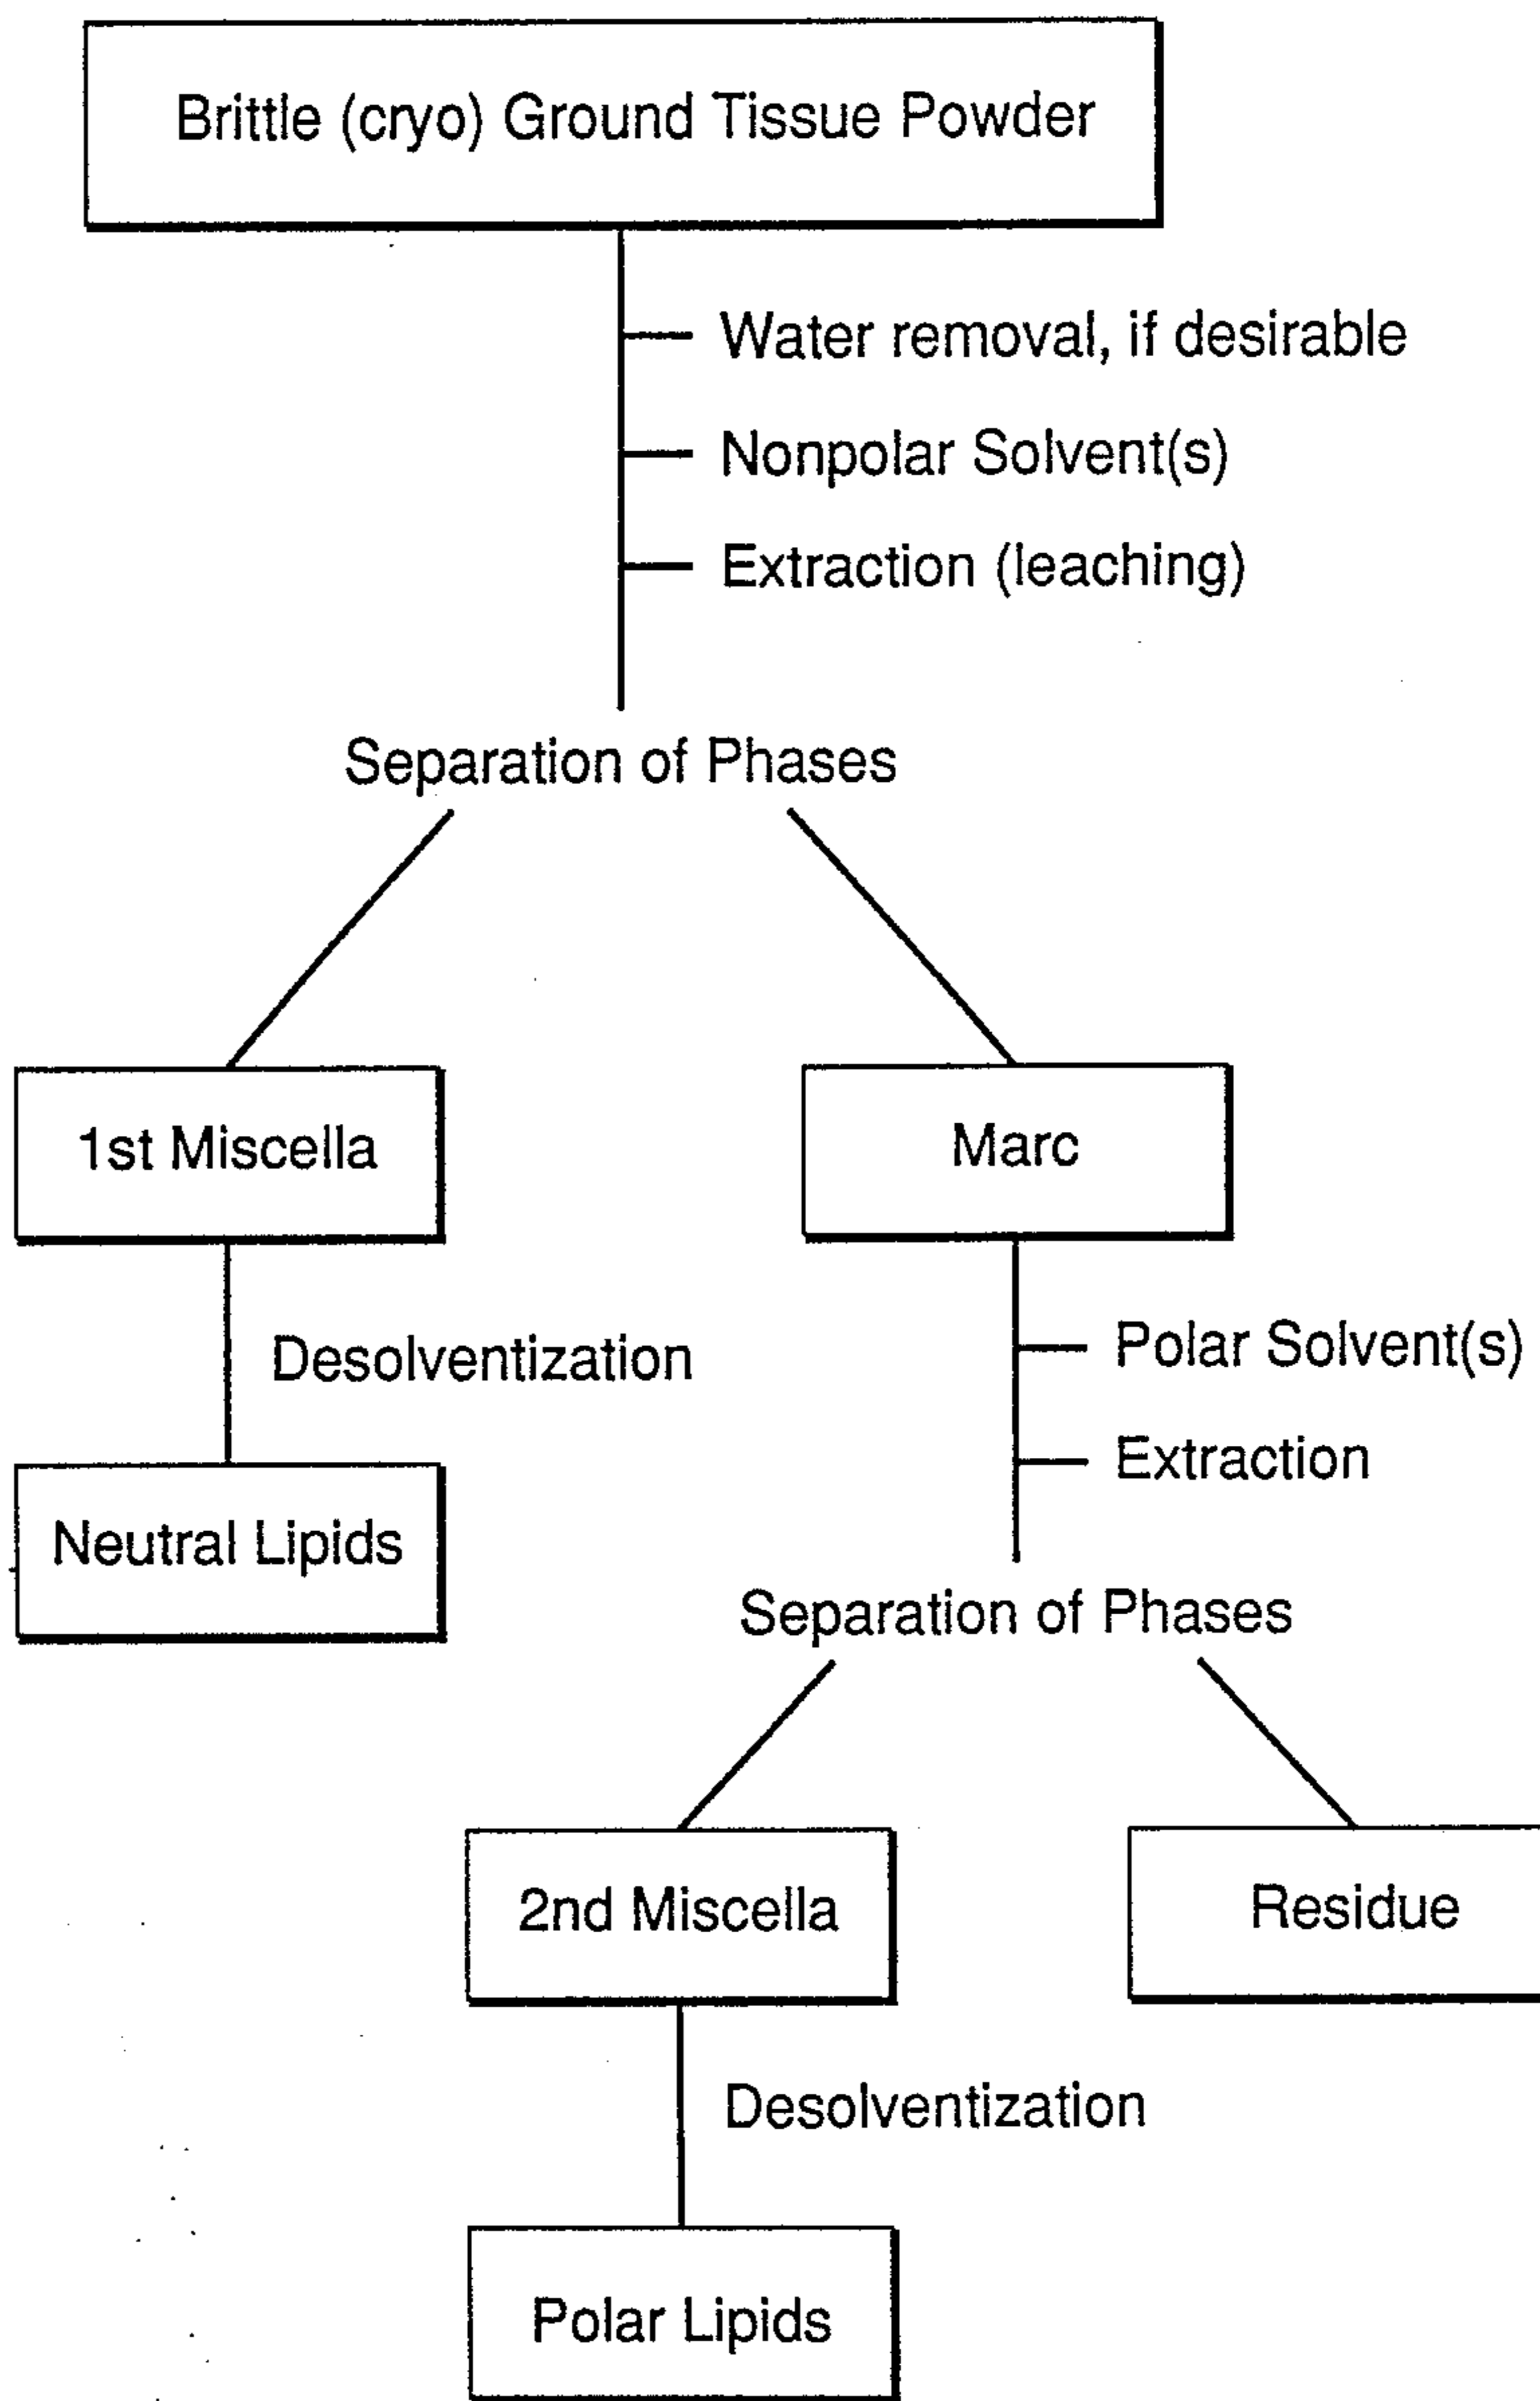 Brittle (cryo) Ground Tissue Powder
Water removal, if desirable
Nonpolar Solvent(s)
Extraction (leaching)
Separation of Phases
1st Miscella
Marc
Desolventization
Polar Solvent(s)
Extraction
Neutral Lipids
Separation of Phases
2nd Miscella
Residue
Desolventization
Polar Lipids